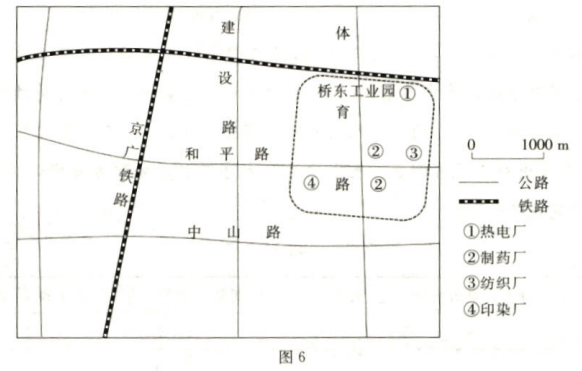 建设路
体育路
桥东工业园
①
②
③
④
②
京广铁路
和平路
中山路
0 1000 m
公路
铁路
①热电厂
②制药厂
③纺织厂
④印染厂
图6